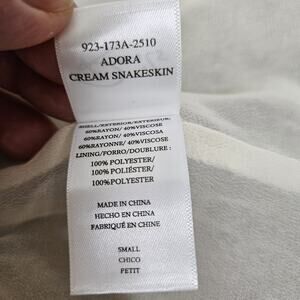 923-173A-2510
ADORA
CREAM SNAKESKIN
SHELL/EXTERIOR/EXTERIEUR:
60%RAYON/ 40%VISCOSE
60%RAYON/ 40%VISCOSA
60%RAYONNE/ 40%VISCOSE
LINING/FORRO/DOUBLURE :
100% POLYESTER/
100% POLIÉSTER/
100% POLYESTER
MADE IN CHINA
HECHO EN CHINA
FABRIQUÉ EN CHINE
SMALL
CHICO
PETIT